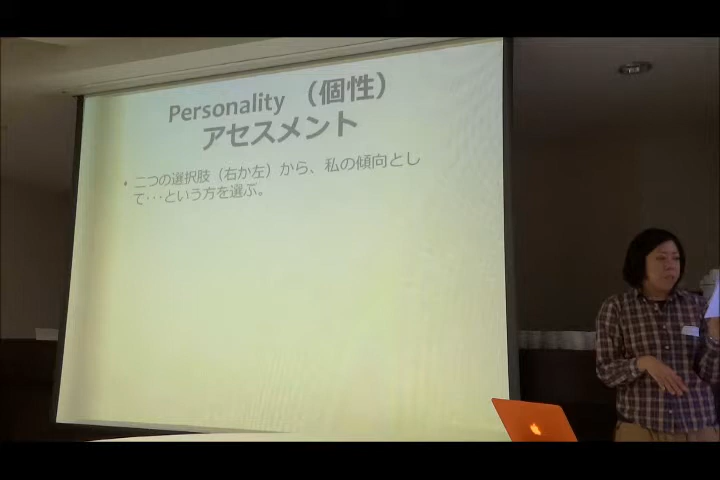 Personality （個性）
アセスメント
• 二つの選択肢（右か左）から、私の傾向とし
て･･･という方を選ぶ。